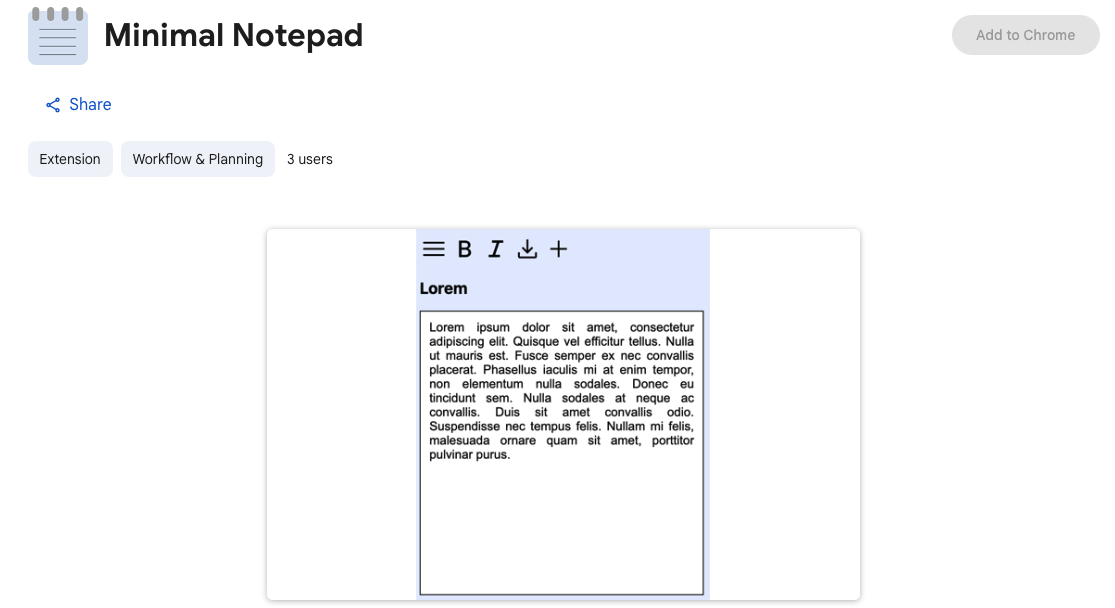 Minimal Notepad
Add to Chrome
Share
Extension
Workflow & Planning
3 users
B I
Lorem
Lorem ipsum dolor sit amet, consectetur
adipiscing elit. Quisque vel efficitur tellus. Nulla
ut mauris est. Fusce semper ex nec convallis
placerat. Phasellus iaculis mi at enim tempor,
non elementum nulla sodales. Donec eu
tincidunt sem. Nulla sodales at neque ac
convallis. Duis sit amet convallis odio.
Suspendisse nec tempus felis. Nullam mi felis,
malesuada ornare quam sit amet, porttitor
pulvinar purus.